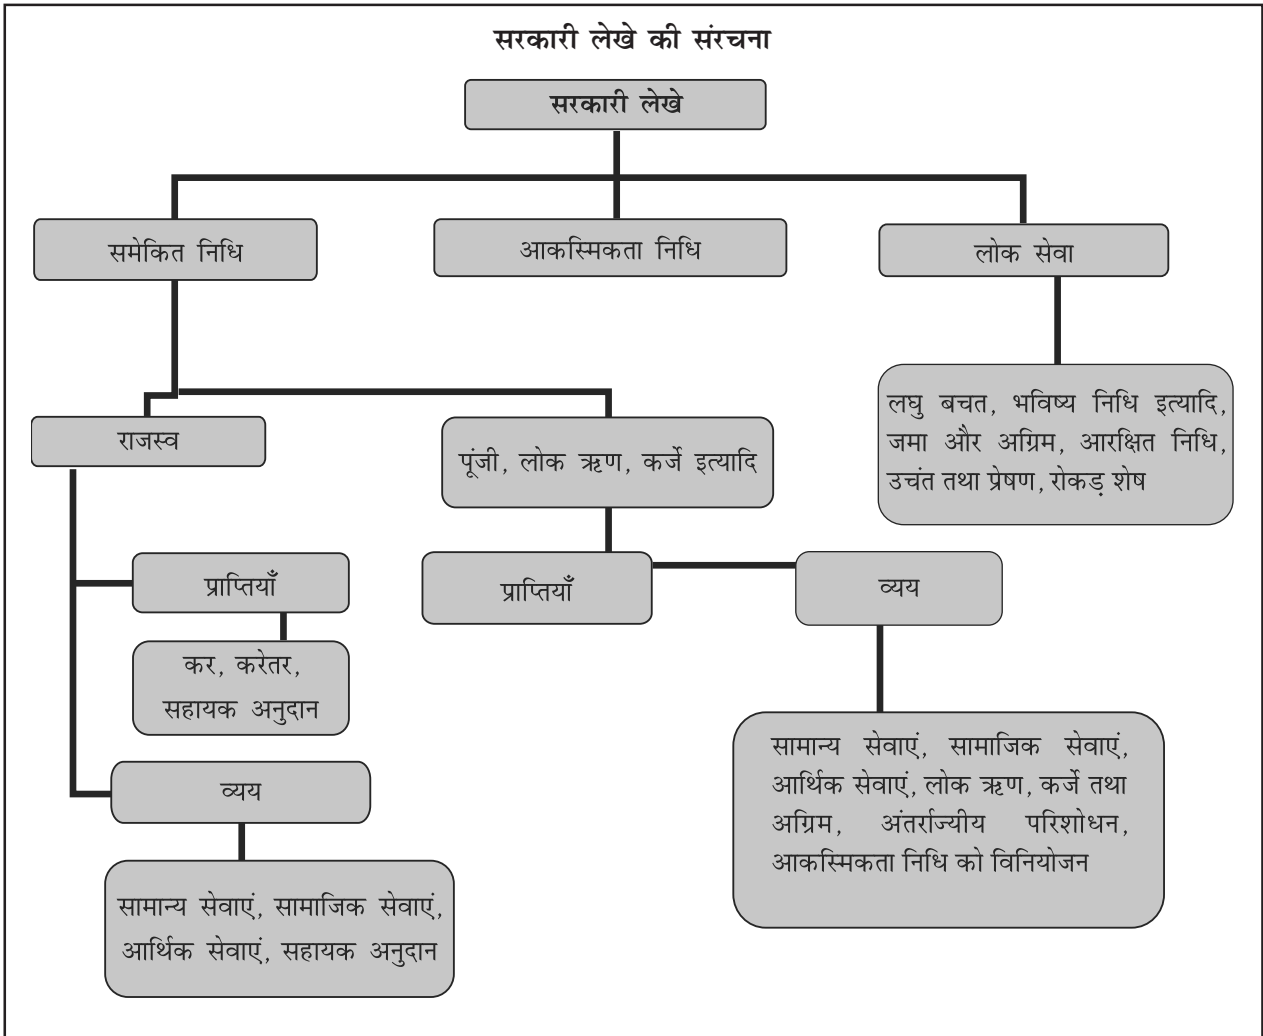 सरकारी लेखे की संरचना
सरकारी लेखे
समेकित निधि
आकस्मिकता निधि
लोक सेवा
लघु बचत, भविष्य निधि इत्यादि,
जमा और अग्रिम, आरक्षित निधि,
उचंत तथा प्रेषण, रोकड़ शेष
राजस्व
पूंजी, लोक ऋण, कर्जे इत्यादि
प्राप्तियाँ
कर, करेतर,
सहायक अनुदान
व्यय
सामान्य सेवाएं, सामाजिक सेवाएं,
आर्थिक सेवाएं, सहायक अनुदान
प्राप्तियाँ
व्यय
सामान्य सेवाएं, सामाजिक सेवाएं,
आर्थिक सेवाएं, लोक ऋण, कर्जे तथा
अग्रिम, अंतर्राज्यीय परिशोधन,
आकस्मिकता निधि को विनियोजन